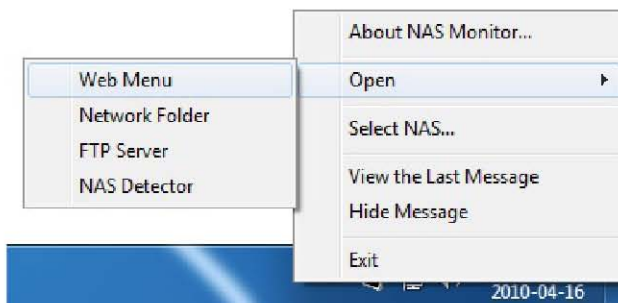 About NAS Monitor...
Open
Select NAS...
View the Last Message
Hide Message
Exit
Web Menu
Network Folder
FTP Server
NAS Detector
2010-04-16